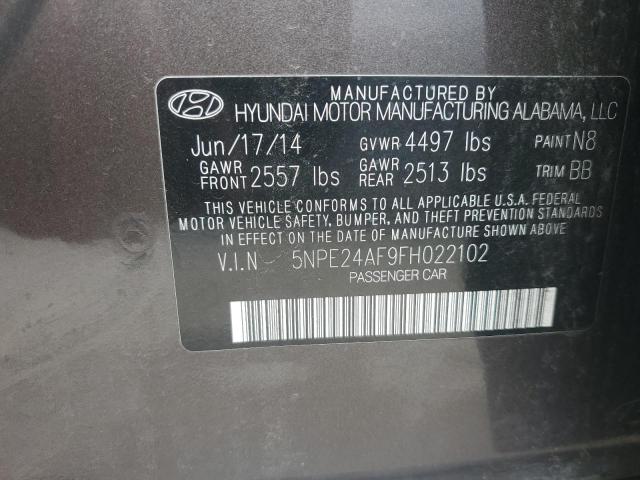 MANUFACTURED BY
HYUNDAI MOTOR MANUFACTURING ALABAMA, LLC
Jun/17/14 GVWR 4497 lbs PAINT N8
GAWR FRONT 2557 lbs GAWR REAR 2513 lbs TRIM BB
THIS VEHICLE CONFORMS TO ALL APPLICABLE U.S.A. FEDERAL
MOTOR VEHICLE SAFETY, BUMPER, AND THEFT PREVENTION STANDARDS
IN EFFECT ON THE DATE OF MANUFACTURE SHOWN ABOVE.
V.I.N 5NPE24AF9FH022102
PASSENGER CAR